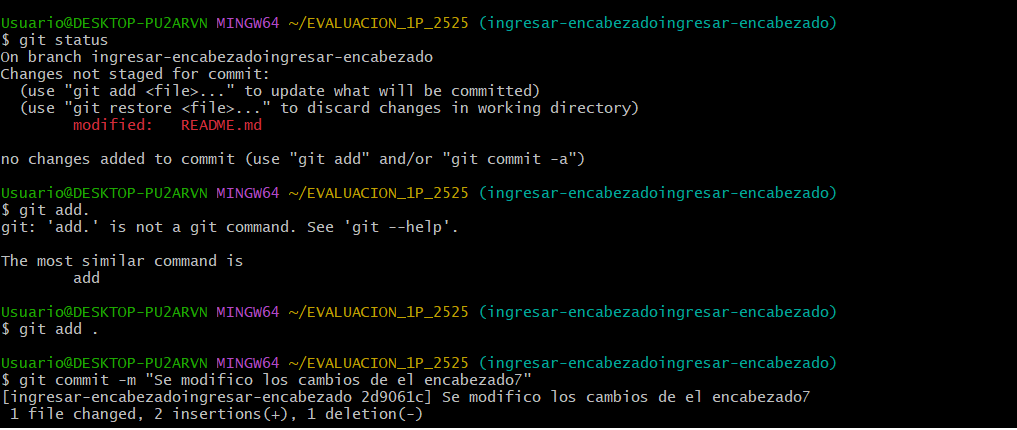 Usuario@DESKTOP-PU2ARVN MINGW64 ~/EVALUACION_1P_2525 (ingresar-encabezadoingresar-encabezado)
$ git status
On branch ingresar-encabezadoingresar-encabezado
Changes not staged for commit:
  (use "git add <file>..." to update what will be committed)
  (use "git restore <file>..." to discard changes in working directory)
        modified:   README.md

no changes added to commit (use "git add" and/or "git commit -a")

Usuario@DESKTOP-PU2ARVN MINGW64 ~/EVALUACION_1P_2525 (ingresar-encabezadoingresar-encabezado)
$ git add.
git: 'add.' is not a git command. See 'git --help'.

The most similar command is
        add

Usuario@DESKTOP-PU2ARVN MINGW64 ~/EVALUACION_1P_2525 (ingresar-encabezadoingresar-encabezado)
$ git add .

Usuario@DESKTOP-PU2ARVN MINGW64 ~/EVALUACION_1P_2525 (ingresar-encabezadoingresar-encabezado)
$ git commit -m "Se modifico los cambios de el encabezado7"
[ingresar-encabezadoingresar-encabezado 2d9061c] Se modifico los cambios de el encabezado7
 1 file changed, 2 insertions(+), 1 deletion(-)